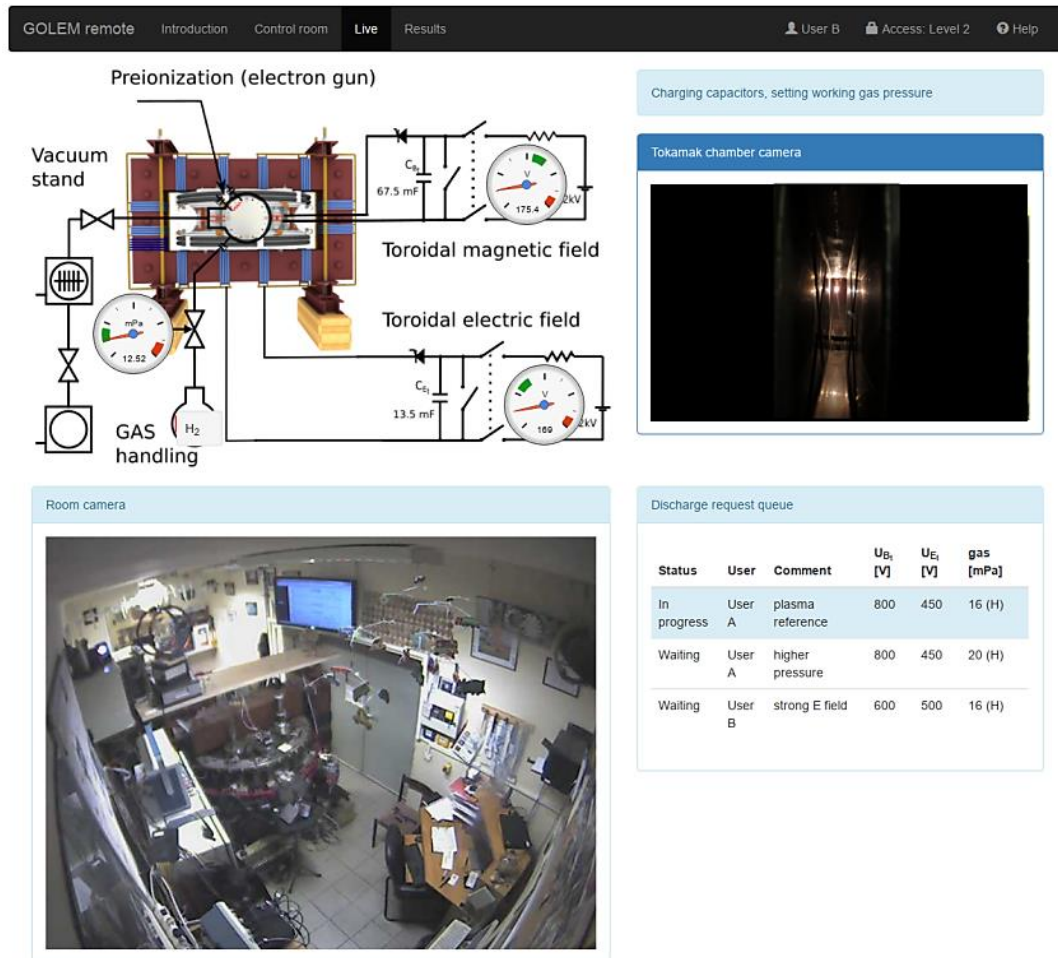 GOLEM remote Introduction Control room Live Results User B Access: Level 2 Help
Preionization (electron gun)
Vacuum
stand
C_Bt
67.5 mF
V
175.4
2kV
Toroidal magnetic field
Toroidal electric field
mPa
12.52
C_Et
13.5 mF
V
169
2kV
H₂
GAS
handling
Charging capacitors, setting working gas pressure
Tokamak chamber camera
Room camera
Discharge request queue
Status User Comment U_Bt [V] U_Et [V] gas [mPa]
In progress User A plasma reference 800 450 16 (H)
Waiting User A higher pressure 800 450 20 (H)
Waiting User B strong E field 600 500 16 (H)